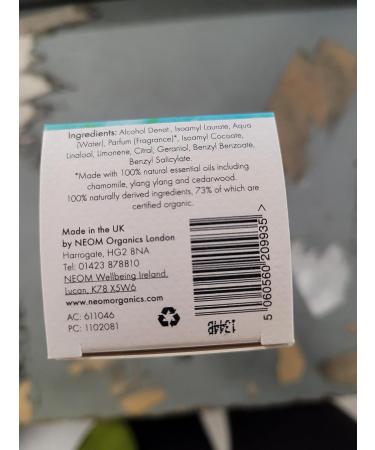 Ingredients: Alcohol Denat., Isoamyl Laurate, Aqua
(Water), Parfum (Fragrance)*, Isoamyl Cocoate,
Linalool, Limonene, Citral, Geraniol, Benzyl Benzoate,
Benzyl Salicylate.
*Made with 100% natural essential oils including
chamomile, ylang ylang and cedarwood.
100% naturally derived ingredients, 73% of which are
certified organic.
Made in the UK
by NEOM Organics London
Harrogate, HG2 8NA
Tel: 01423 878810
NEOM Wellbeing Ireland,
Lucan, K78 X5W6
www.neomorganics.com
AC: 611046
PC: 1102081
5 060560 209935 >
1344B